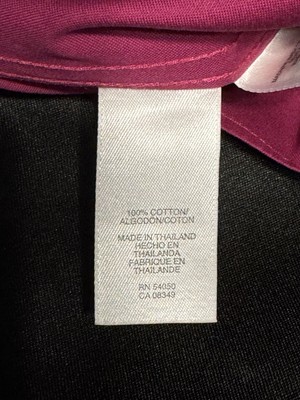 100% COTTON/
ALGODON/COTON
MADE IN THAILAND
HECHO EN
THAILANDA
FABRIQUE EN
THAILANDE
RN 54050
CA 08349